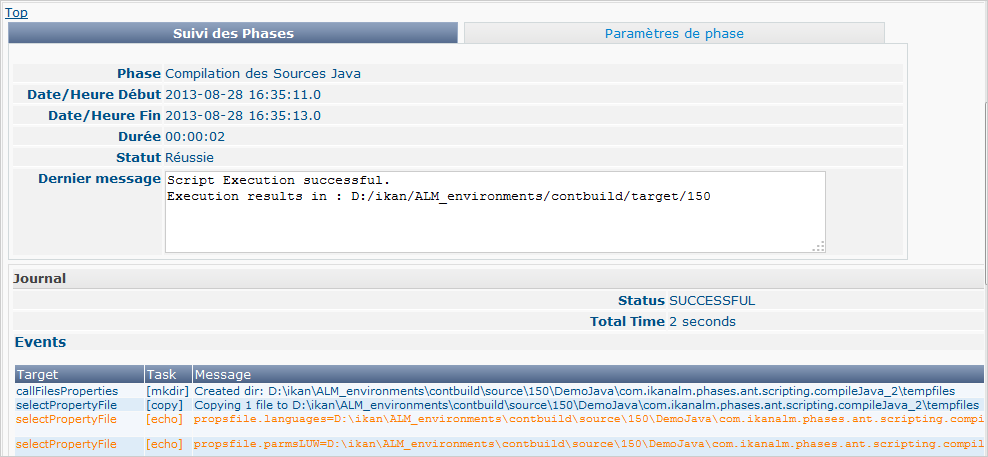 Top
Suivi des Phases Paramètres de phase
Phase Compilation des Sources Java
Date/Heure Début 2013-08-28 16:35:11.0
Date/Heure Fin 2013-08-28 16:35:13.0
Durée 00:00:02
Statut Réussie
Dernier message Script Execution successful.
Execution results in : D:/ikan/ALM_environments/contbuild/target/150
Journal
Status SUCCESSFUL
Total Time 2 seconds
Events
Target Task Message
callFilesProperties [mkdir] Created dir: D:\ikan\ALM_environments\contbuild\source\150\DemoJava\com.ikanalm.phases.ant.scripting.compileJava_2\tempfiles
selectPropertyFile [copy] Copying 1 file to D:\ikan\ALM_environments\contbuild\source\150\DemoJava\com.ikanalm.phases.ant.scripting.compileJava_2\tempfiles
selectPropertyFile [echo] propsfile.languages=D:\ikan\ALM_environments\contbuild\source\150\DemoJava\com.ikanalm.phases.ant.scripting.compil
selectPropertyFile [echo] propsfile.parmsLUW=D:\ikan\ALM_environments\contbuild\source\150\DemoJava\com.ikanalm.phases.ant.scripting.compile